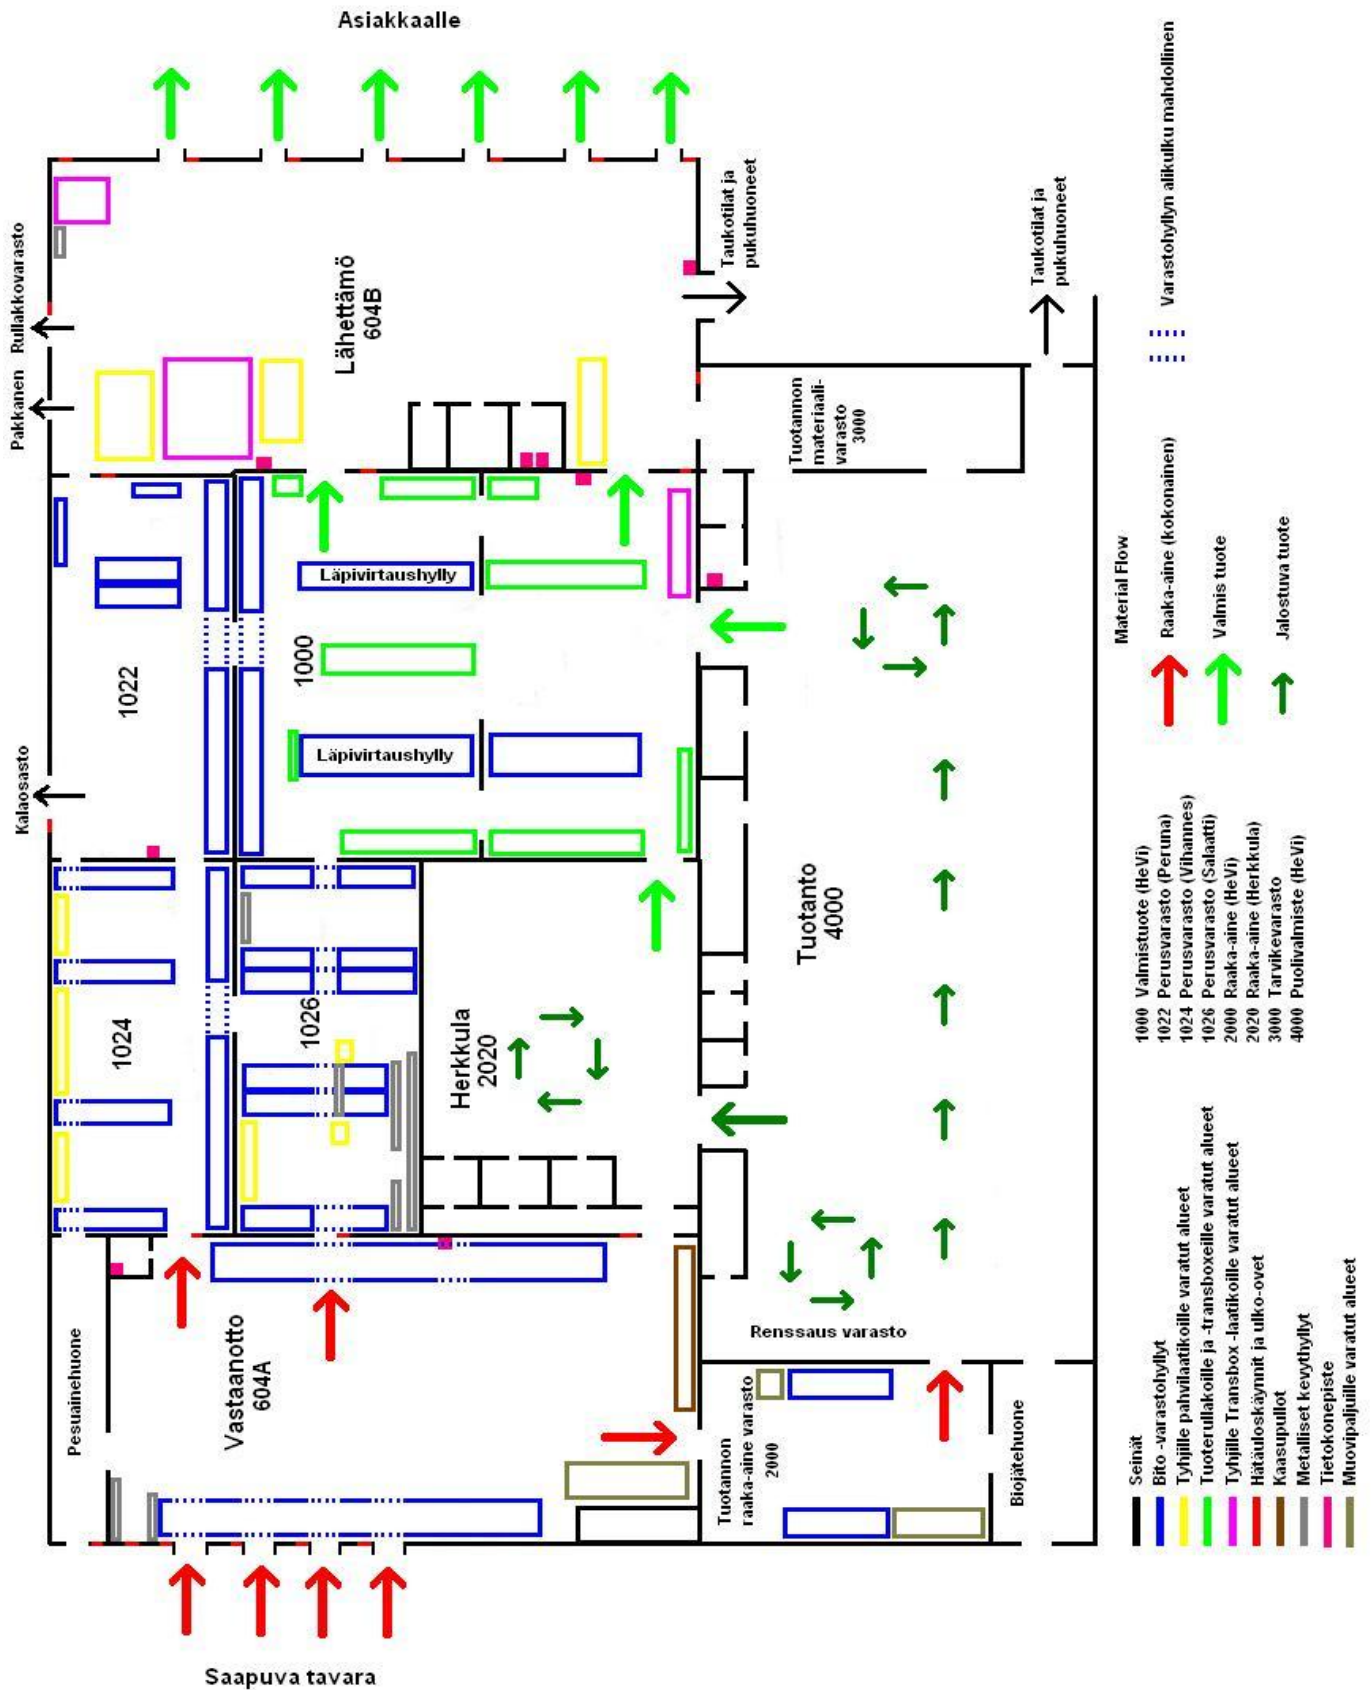 Asiakkaalle
Rullakkovarasto
Pakkanen
Kalaosasto
Pesuainehuone
Lähettämö
604B
Taukotilat ja
pukuhuoneet
Taukotilat ja
pukuhuoneet
Tuotannon
materiaali-
varasto
3000
1022
1000
Läpivirtaushylly
Läpivirtaushylly
1024
1026
Herkkula
2020
Tuotanto
4000
Renssaus varasto
Vastaanotto
604A
Tuotannon
raaka-aine varasto
2000
Biojätehuone
Saapuva tavara
Seinät
Bito -varastohyllyt
Tyhjille pahvilaatikoille varatut alueet
Tuoterullakoille ja -transboxeille varatut alueet
Tyhjille Transbox -laatikoille varatut alueet
Hätäuloskäynnit ja ulko-ovet
Kaasupullot
Metalliset kevythyllyt
Tietokonepiste
Muovipaljuille varatut alueet
1000 Valmistuote (HeVi)
1022 Perusvarasto (Peruna)
1024 Perusvarasto (Vihannes)
1026 Perusvarasto (Salaatti)
2000 Raaka-aine (HeVi)
2020 Raaka-aine (Herkkula)
3000 Tarvikevarasto
4000 Puolivalmiste (HeVi)
Material Flow
Raaka-aine (kokonainen)
Valmis tuote
Jalostuva tuote
Varastohyllyn alikulku mahdollinen